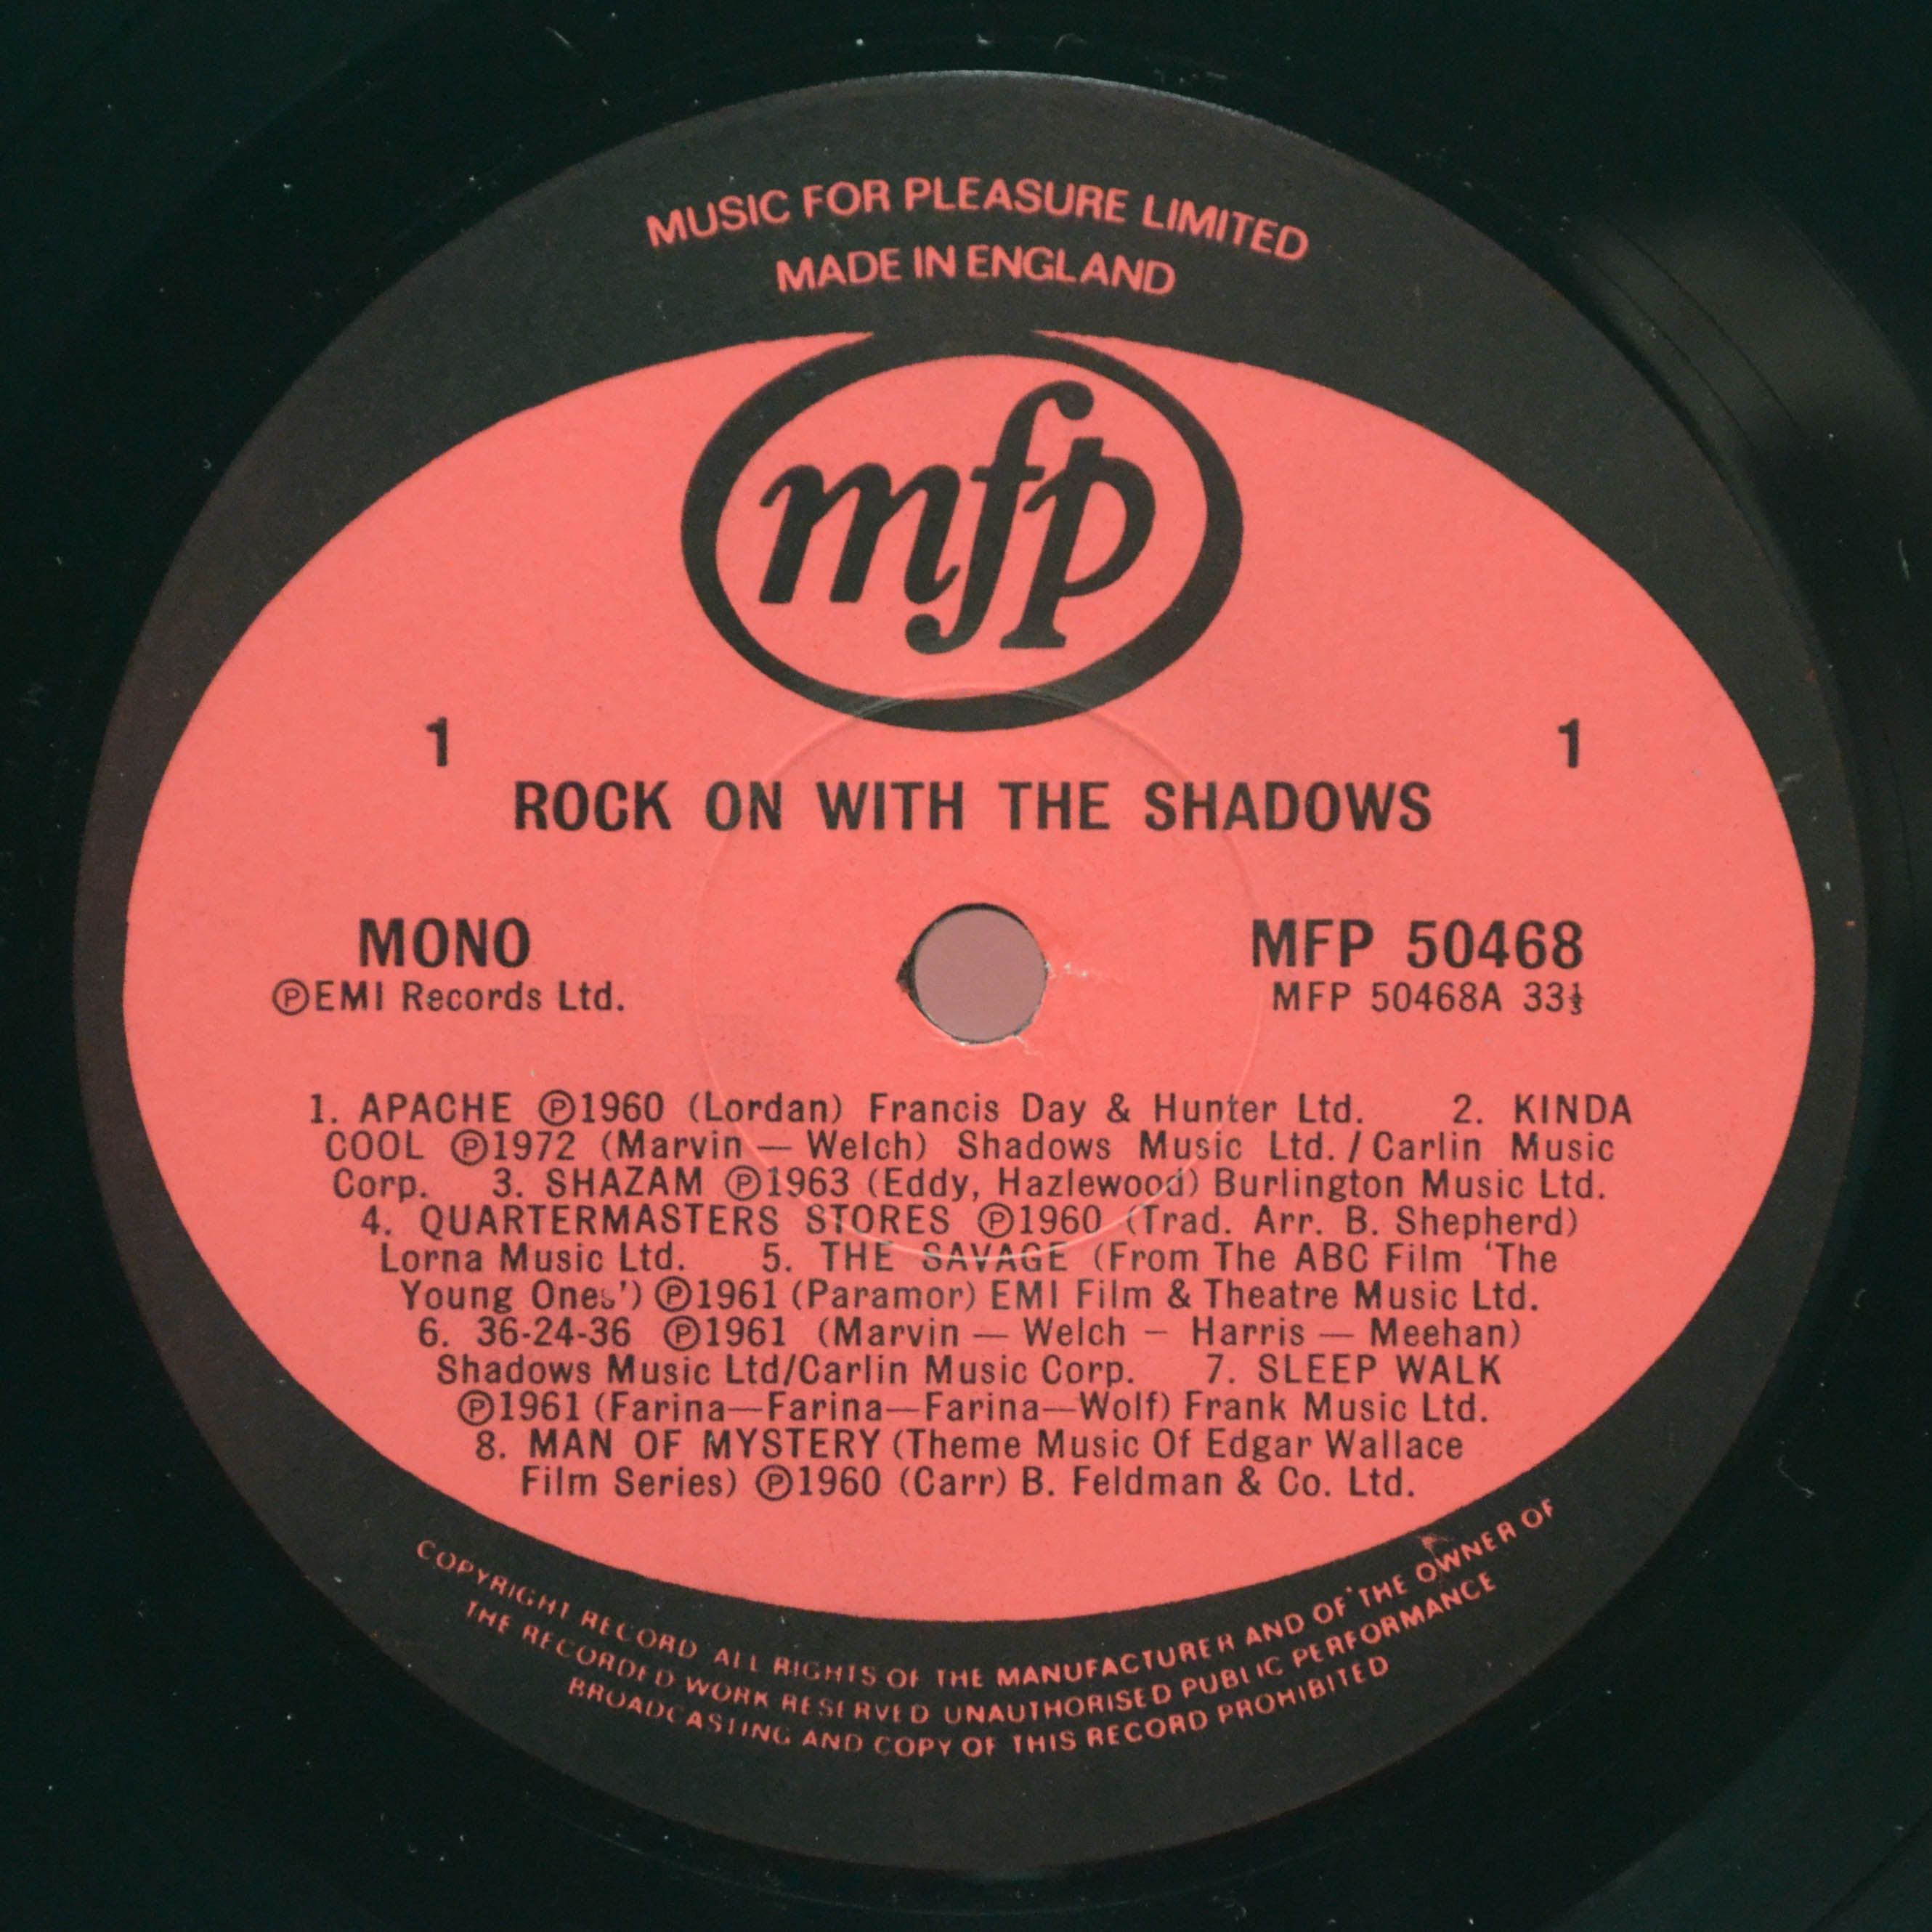 MUSIC FOR PLEASURE LIMITED
MADE IN ENGLAND
mfp
1 1
ROCK ON WITH THE SHADOWS
MONO MFP 50468
ⓅEMI Records Ltd. MFP 50468A 33⅓
1. APACHE Ⓟ1960 (Lordan) Francis Day & Hunter Ltd. 2. KINDA
COOL Ⓟ1972 (Marvin — Welch) Shadows Music Ltd. / Carlin Music
Corp. 3. SHAZAM Ⓟ1963 (Eddy, Hazlewood) Burlington Music Ltd.
4. QUARTERMASTERS STORES Ⓟ1960 (Trad. Arr. B. Shepherd)
Lorna Music Ltd. 5. THE SAVAGE (From The ABC Film ‘The
Young Ones’) Ⓟ1961 (Paramor) EMI Film & Theatre Music Ltd.
6. 36-24-36 Ⓟ1961 (Marvin — Welch – Harris — Meehan)
Shadows Music Ltd/Carlin Music Corp. 7. SLEEP WALK
Ⓟ1961 (Farina—Farina—Farina—Wolf) Frank Music Ltd.
8. MAN OF MYSTERY (Theme Music Of Edgar Wallace
Film Series) Ⓟ1960 (Carr) B. Feldman & Co. Ltd.
COPYRIGHT RECORD ALL RIGHTS OF THE MANUFACTURER AND OF THE OWNER OF
THE RECORDED WORK RESERVED UNAUTHORISED PUBLIC PERFORMANCE
BROADCASTING AND COPY OF THIS RECORD PROHIBITED